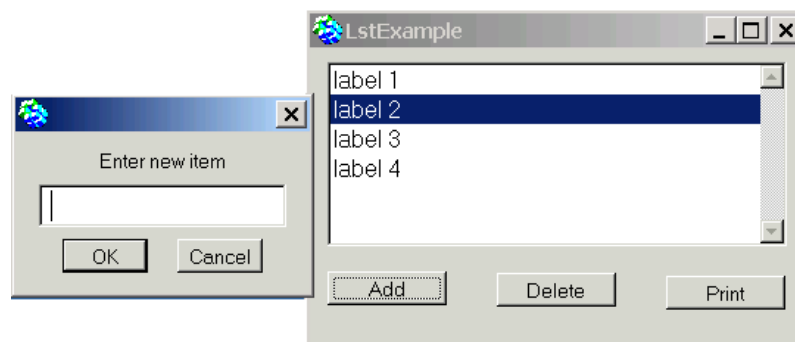 LstExample
label 1
label 2
label 3
label 4
Add Delete Print
Enter new item
OK Cancel